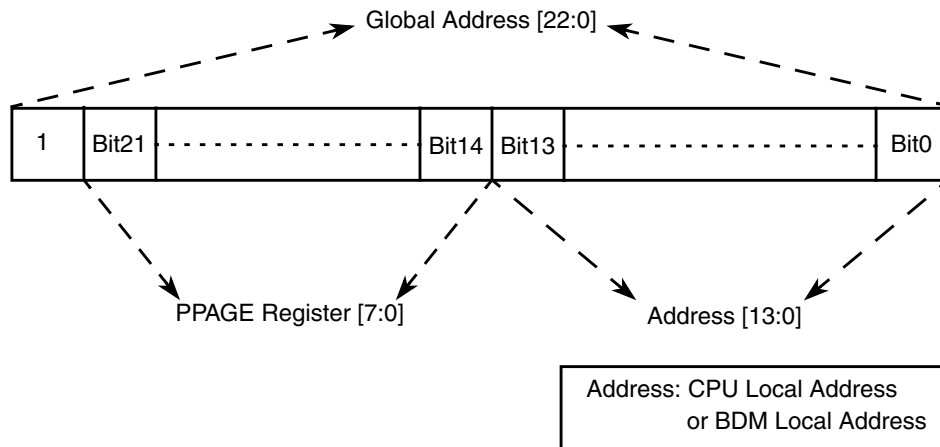 Global Address [22:0]
1 Bit21 Bit14 Bit13 Bit0
PPAGE Register [7:0]
Address [13:0]
Address: CPU Local Address
or BDM Local Address